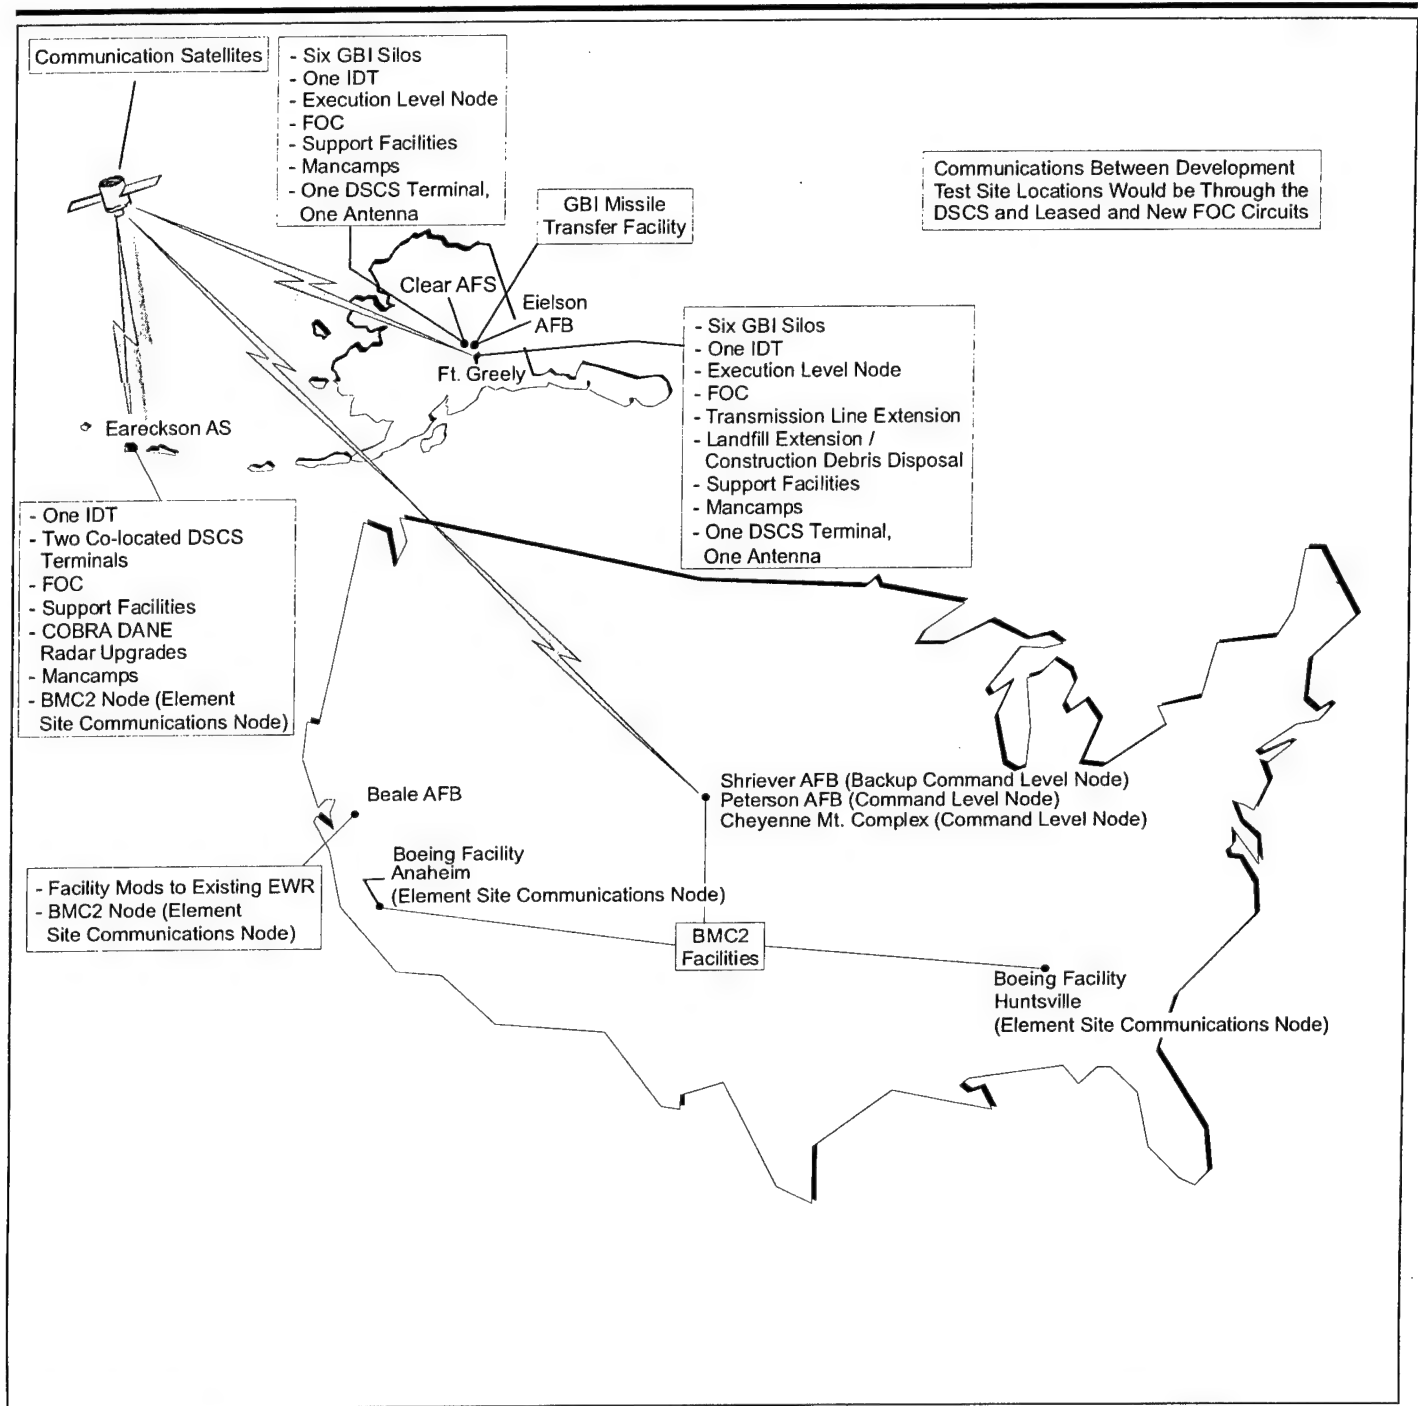 Communication Satellites
- Six GBI Silos
- One IDT
- Execution Level Node
- FOC
- Support Facilities
- Mancamps
- One DSCS Terminal,
One Antenna
GBI Missile
Transfer Facility
Communications Between Development
Test Site Locations Would be Through the
DSCS and Leased and New FOC Circuits
Clear AFS
Eielson
AFB
Ft. Greely
- Six GBI Silos
- One IDT
- Execution Level Node
- FOC
- Transmission Line Extension
- Landfill Extension /
Construction Debris Disposal
- Support Facilities
- Mancamps
- One DSCS Terminal,
One Antenna
Eareckson AS
- One IDT
- Two Co-located DSCS
Terminals
- FOC
- Support Facilities
- COBRA DANE
Radar Upgrades
- Mancamps
- BMC2 Node (Element
Site Communications Node)
Shriever AFB (Backup Command Level Node)
Peterson AFB (Command Level Node)
Cheyenne Mt. Complex (Command Level Node)
Beale AFB
- Facility Mods to Existing EWR
- BMC2 Node (Element
Site Communications Node)
Boeing Facility
Anaheim
(Element Site Communications Node)
BMC2
Facilities
Boeing Facility
Huntsville
(Element Site Communications Node)